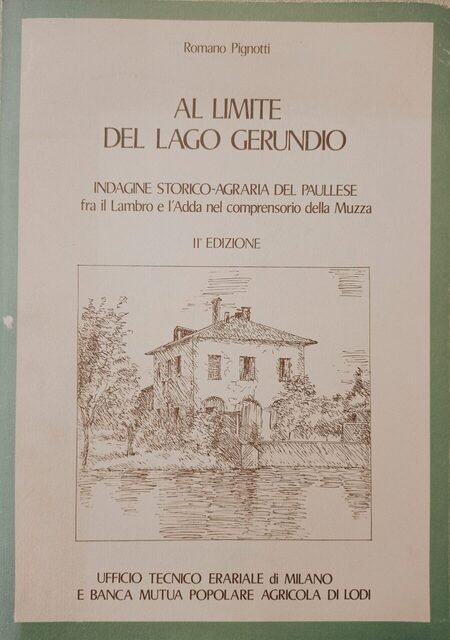 Romano Pignotti
AL LIMITE
DEL LAGO GERUNDIO
INDAGINE STORICO-AGRARIA DEL PAULLESE
fra il Lambro e l'Adda nel comprensorio della Muzza
IIª EDIZIONE
UFFICIO TECNICO ERARIALE di MILANO
E BANCA MUTUA POPOLARE AGRICOLA DI LODI